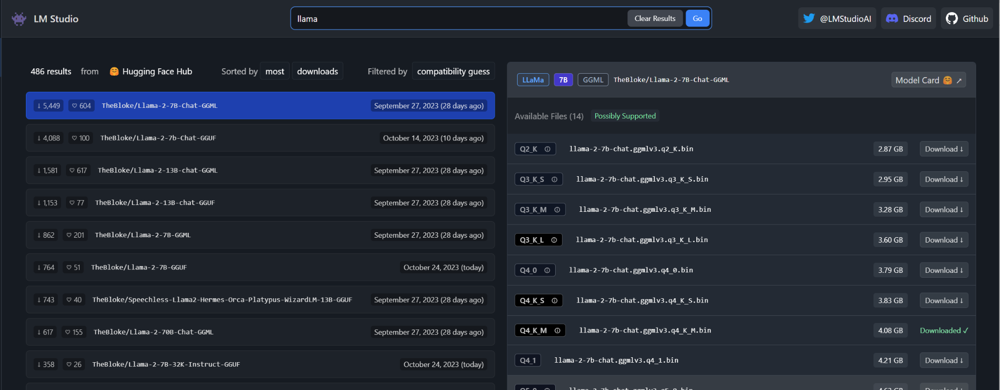 LM Studio
llama
Clear Results
Go
@LMStudioAI
Discord
Github
486 results from 🤗 Hugging Face Hub
Sorted by most downloads
Filtered by compatibility guess
↓ 5,449 ♡ 604 TheBloke/Llama-2-7B-Chat-GGML September 27, 2023 (28 days ago)
↓ 4,088 ♡ 100 TheBloke/Llama-2-7b-Chat-GGUF October 14, 2023 (10 days ago)
↓ 1,581 ♡ 617 TheBloke/Llama-2-13B-chat-GGML September 27, 2023 (28 days ago)
↓ 1,153 ♡ 77 TheBloke/Llama-2-13B-chat-GGUF September 27, 2023 (28 days ago)
↓ 862 ♡ 201 TheBloke/Llama-2-7B-GGML September 27, 2023 (28 days ago)
↓ 764 ♡ 51 TheBloke/Llama-2-7B-GGUF October 24, 2023 (today)
↓ 743 ♡ 40 TheBloke/Speechless-Llama2-Hermes-Orca-Platypus-WizardLM-13B-GGUF September 27, 2023 (28 days ago)
↓ 617 ♡ 155 TheBloke/Llama-2-70B-Chat-GGML September 27, 2023 (28 days ago)
↓ 358 ♡ 26 TheBloke/Llama-2-7B-32K-Instruct-GGUF October 24, 2023 (today)
LLaMa 7B GGML TheBloke/Llama-2-7B-Chat-GGML Model Card 🤗 ↗
Available Files (14) Possibly Supported
Q2_K ⓘ llama-2-7b-chat.ggmlv3.q2_K.bin 2.87 GB Download ↓
Q3_K_S ⓘ llama-2-7b-chat.ggmlv3.q3_K_S.bin 2.95 GB Download ↓
Q3_K_M ⓘ llama-2-7b-chat.ggmlv3.q3_K_M.bin 3.28 GB Download ↓
Q3_K_L ⓘ llama-2-7b-chat.ggmlv3.q3_K_L.bin 3.60 GB Download ↓
Q4_0 ⓘ llama-2-7b-chat.ggmlv3.q4_0.bin 3.79 GB Download ↓
Q4_K_S ⓘ llama-2-7b-chat.ggmlv3.q4_K_S.bin 3.83 GB Download ↓
Q4_K_M ⓘ llama-2-7b-chat.ggmlv3.q4_K_M.bin 4.08 GB Downloaded ✓
Q4_1 llama-2-7b-chat.ggmlv3.q4_1.bin 4.21 GB Download ↓